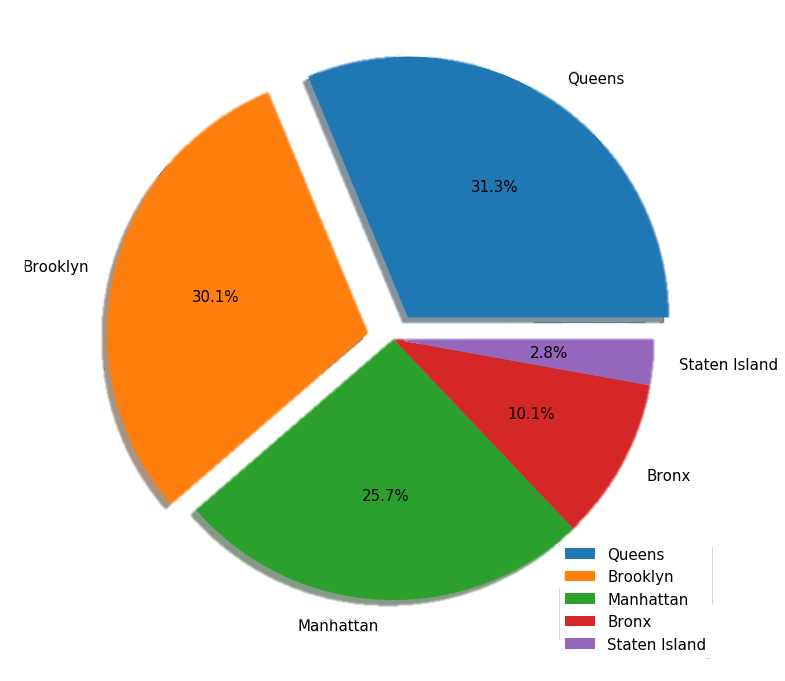 Queens
31.3%
Brooklyn
30.1%
2.8%
Staten Island
10.1%
Bronx
25.7%
Manhattan
Queens
Brooklyn
Manhattan
Bronx
Staten Island